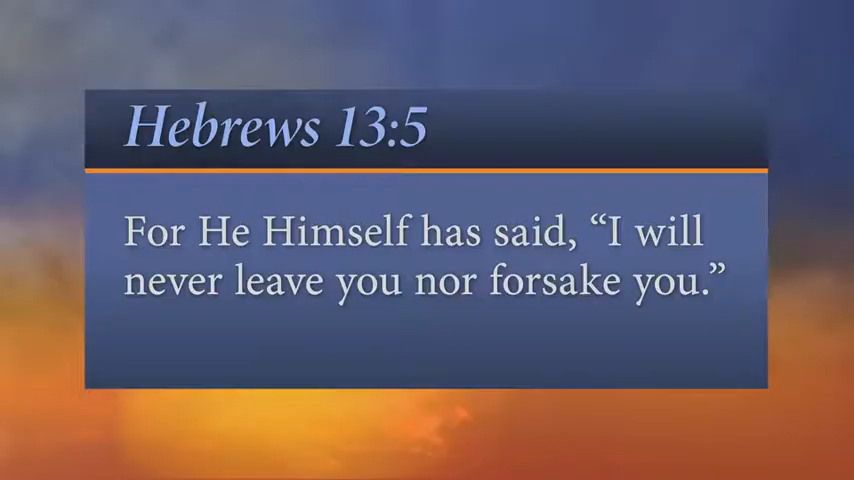 Hebrews 13:5
For He Himself has said, “I will
never leave you nor forsake you.”